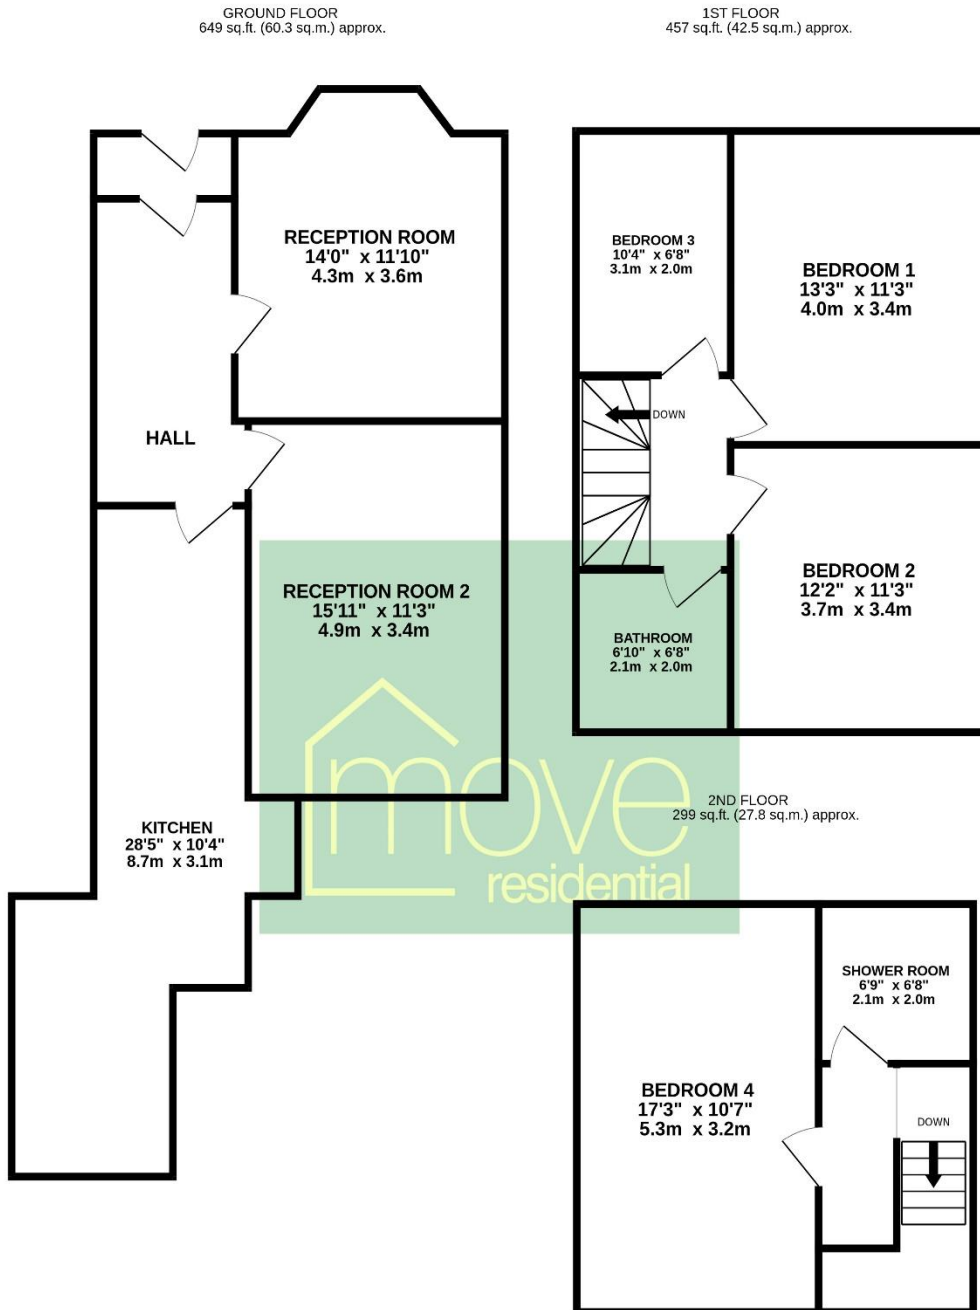 GROUND FLOOR
649 sq.ft. (60.3 sq.m.) approx.
RECEPTION ROOM
14'0" x 11'10"
4.3m x 3.6m
HALL
RECEPTION ROOM 2
15'11" x 11'3"
4.9m x 3.4m
KITCHEN
28'5" x 10'4"
8.7m x 3.1m
1ST FLOOR
457 sq.ft. (42.5 sq.m.) approx.
BEDROOM 3
10'4" x 6'8"
3.1m x 2.0m
BEDROOM 1
13'3" x 11'3"
4.0m x 3.4m
DOWN
BEDROOM 2
12'2" x 11'3"
3.7m x 3.4m
BATHROOM
6'10" x 6'8"
2.1m x 2.0m
move
residential
2ND FLOOR
299 sq.ft. (27.8 sq.m.) approx.
SHOWER ROOM
6'9" x 6'8"
2.1m x 2.0m
BEDROOM 4
17'3" x 10'7"
5.3m x 3.2m
DOWN